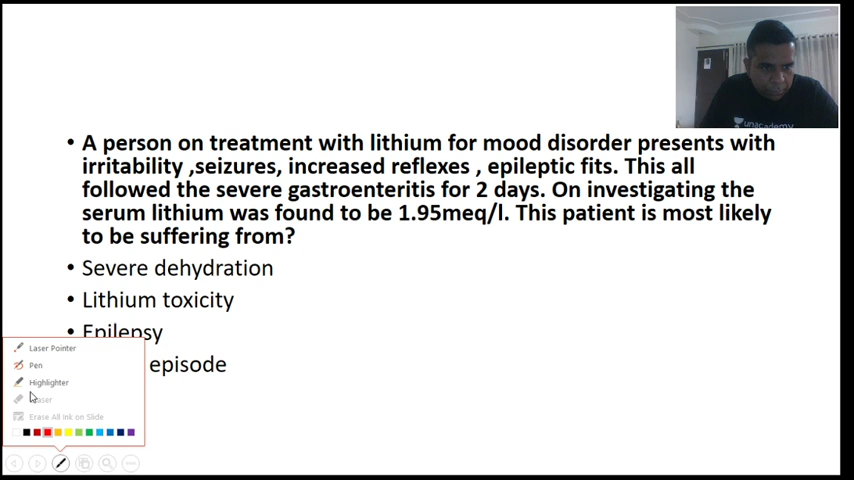 unacademy
• A person on treatment with lithium for mood disorder presents with
irritability ,seizures, increased reflexes , epileptic fits. This all
followed the severe gastroenteritis for 2 days. On investigating the
serum lithium was found to be 1.95meq/l. This patient is most likely
to be suffering from?
• Severe dehydration
• Lithium toxicity
• Epilepsy
episode
Laser Pointer
Pen
Highlighter
Erase All Ink on Slide